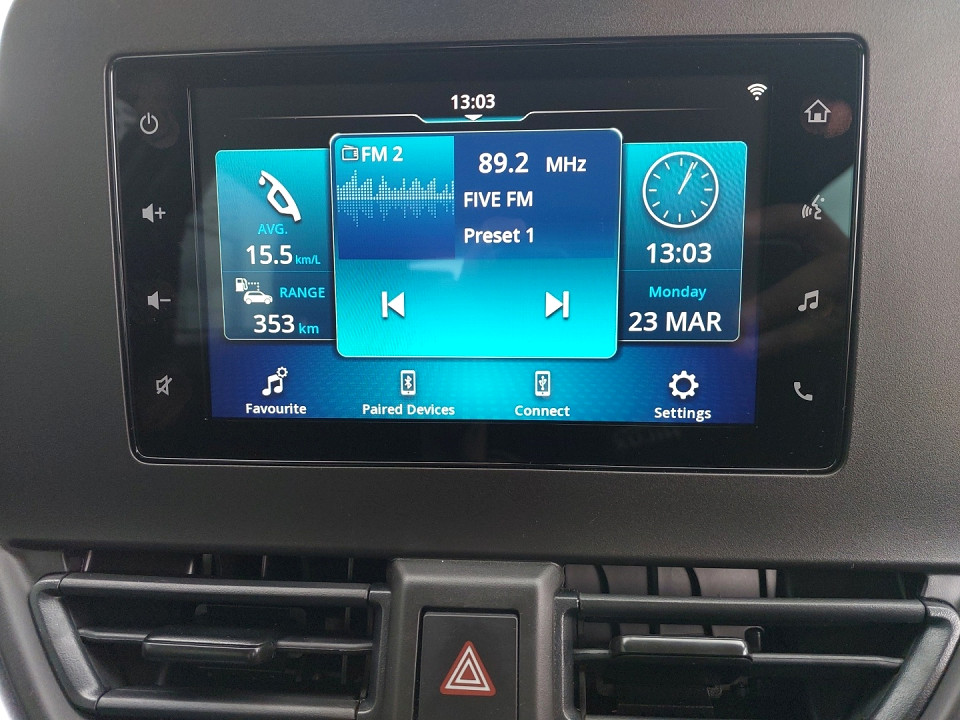 13:03
FM 2
89.2 MHz
FIVE FM
Preset 1
AVG.
15.5 km/L
RANGE
353 km
13:03
Monday
23 MAR
Favourite
Paired Devices
Connect
Settings